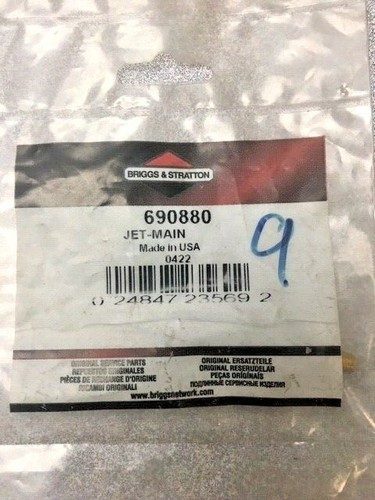 BRIGGS & STRATTON
690880
JET-MAIN
Made in USA
0422
9
0 24847 23569 2
ORIGINAL SERVICE PARTS
REPUESTOS ORIGINALES
PIÈCES DE RECHANGE D'ORIGINE
RICAMBI ORIGINALI
ORIGINAL ERSATZTEILE
ORIGINAL RESERUDELAR
PEÇAS ORIGINAIS
ПОДЛИННЫЕ СЕРВИСНЫЕ ИЗДЕЛИЯ
www.briggsnetwork.com